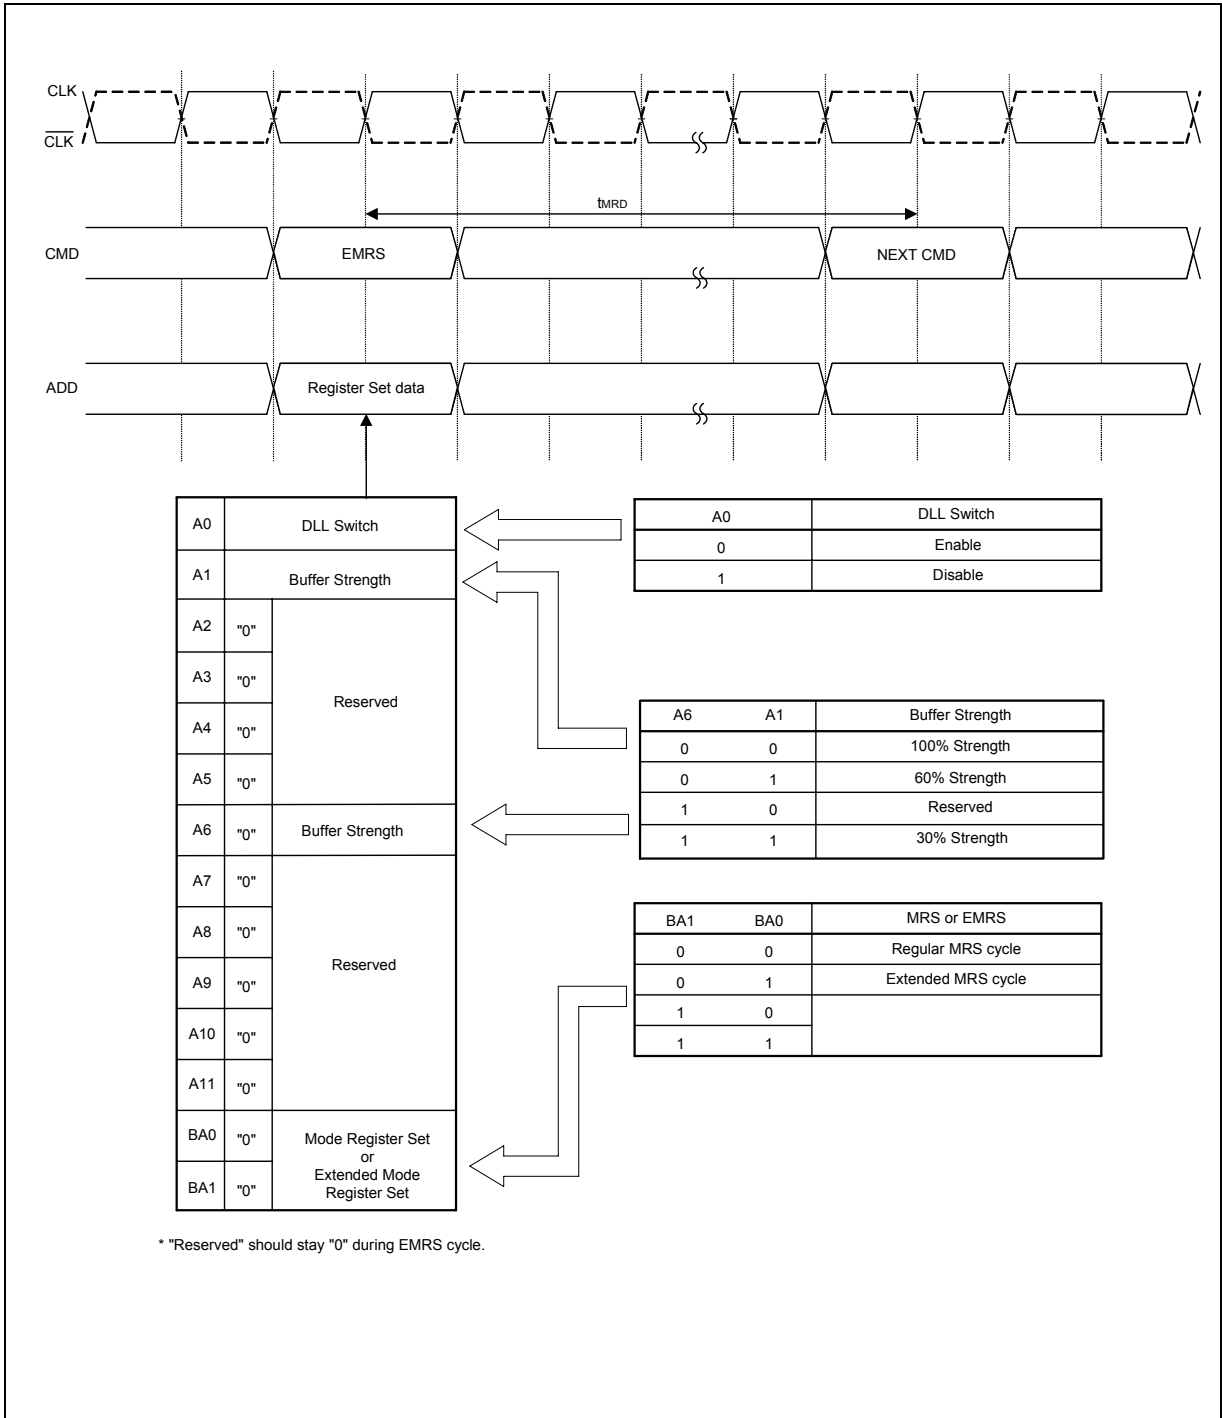 CLK
CLK
tMRD
CMD
EMRS
NEXT CMD
ADD
Register Set data
A0 DLL Switch
A1 Buffer Strength
A2 "0"
A3 "0"
Reserved
A4 "0"
A5 "0"
A6 "0" Buffer Strength
A7 "0"
A8 "0"
Reserved
A9 "0"
A10 "0"
A11 "0"
BA0 "0"
Mode Register Set
or
Extended Mode
Register Set
BA1 "0"
A0 DLL Switch
0 Enable
1 Disable
A6 A1 Buffer Strength
0 0 100% Strength
0 1 60% Strength
1 0 Reserved
1 1 30% Strength
BA1 BA0 MRS or EMRS
0 0 Regular MRS cycle
0 1 Extended MRS cycle
1 0
1 1
* "Reserved" should stay "0" during EMRS cycle.